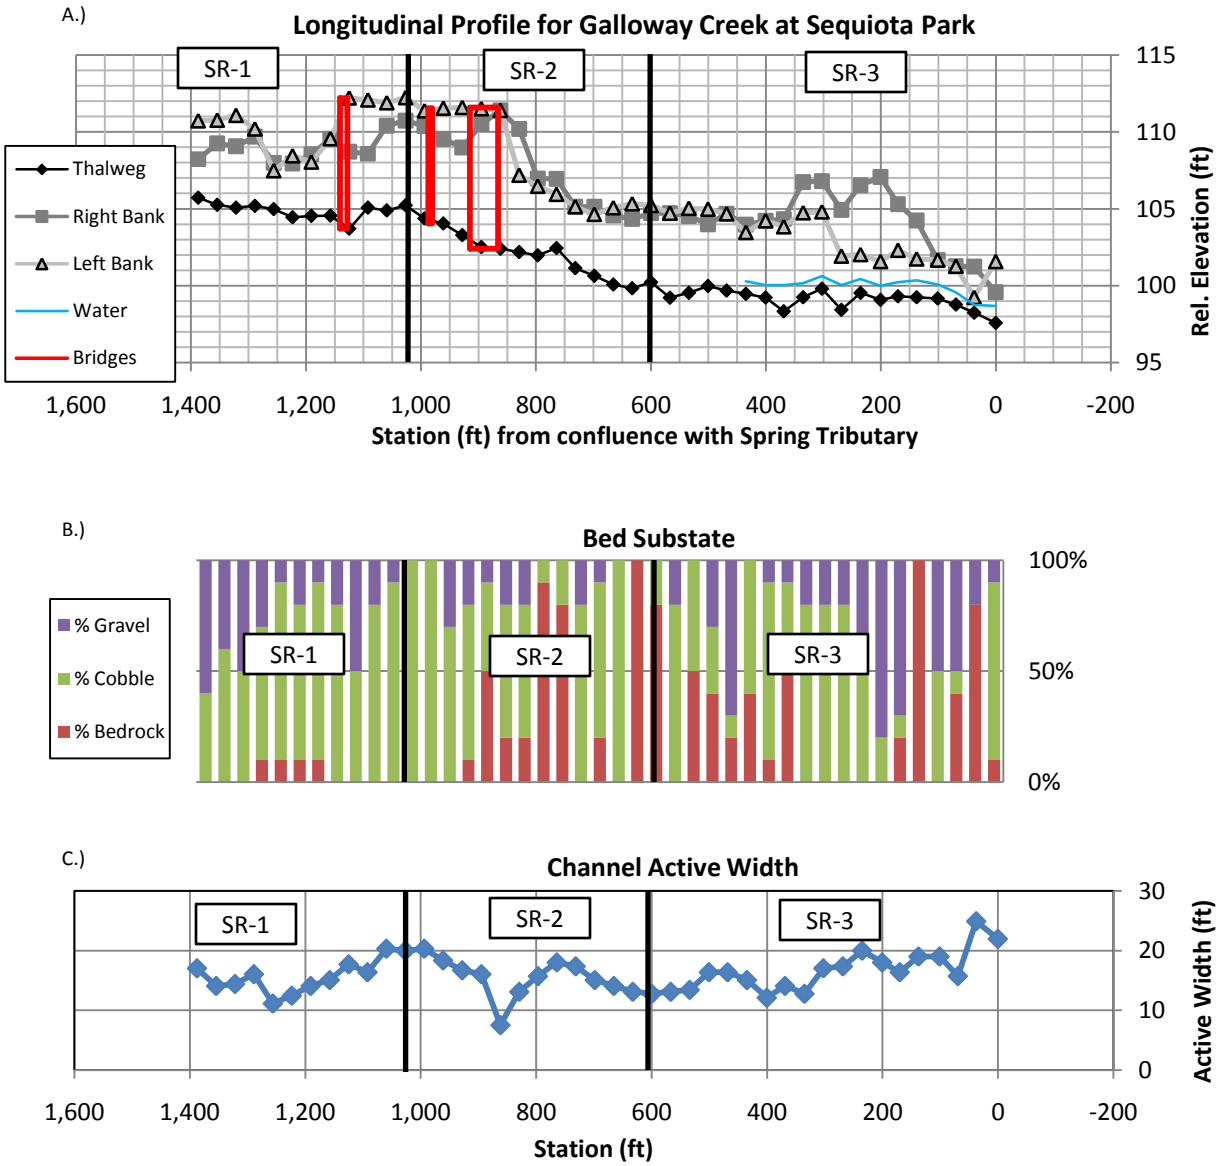 A.)
Longitudinal Profile for Galloway Creek at Sequiota Park
SR-1
SR-2
SR-3
115
110
105
100
95
Rel. Elevation (ft)
Thalweg
Right Bank
Left Bank
Water
Bridges
1,600 1,400 1,200 1,000 800 600 400 200 0 -200
Station (ft) from confluence with Spring Tributary
B.)
Bed Substate
100%
50%
0%
% Gravel
% Cobble
% Bedrock
SR-1
SR-2
SR-3
C.)
Channel Active Width
SR-1
SR-2
SR-3
30
20
10
0
Active Width (ft)
1,600 1,400 1,200 1,000 800 600 400 200 0 -200
Station (ft)